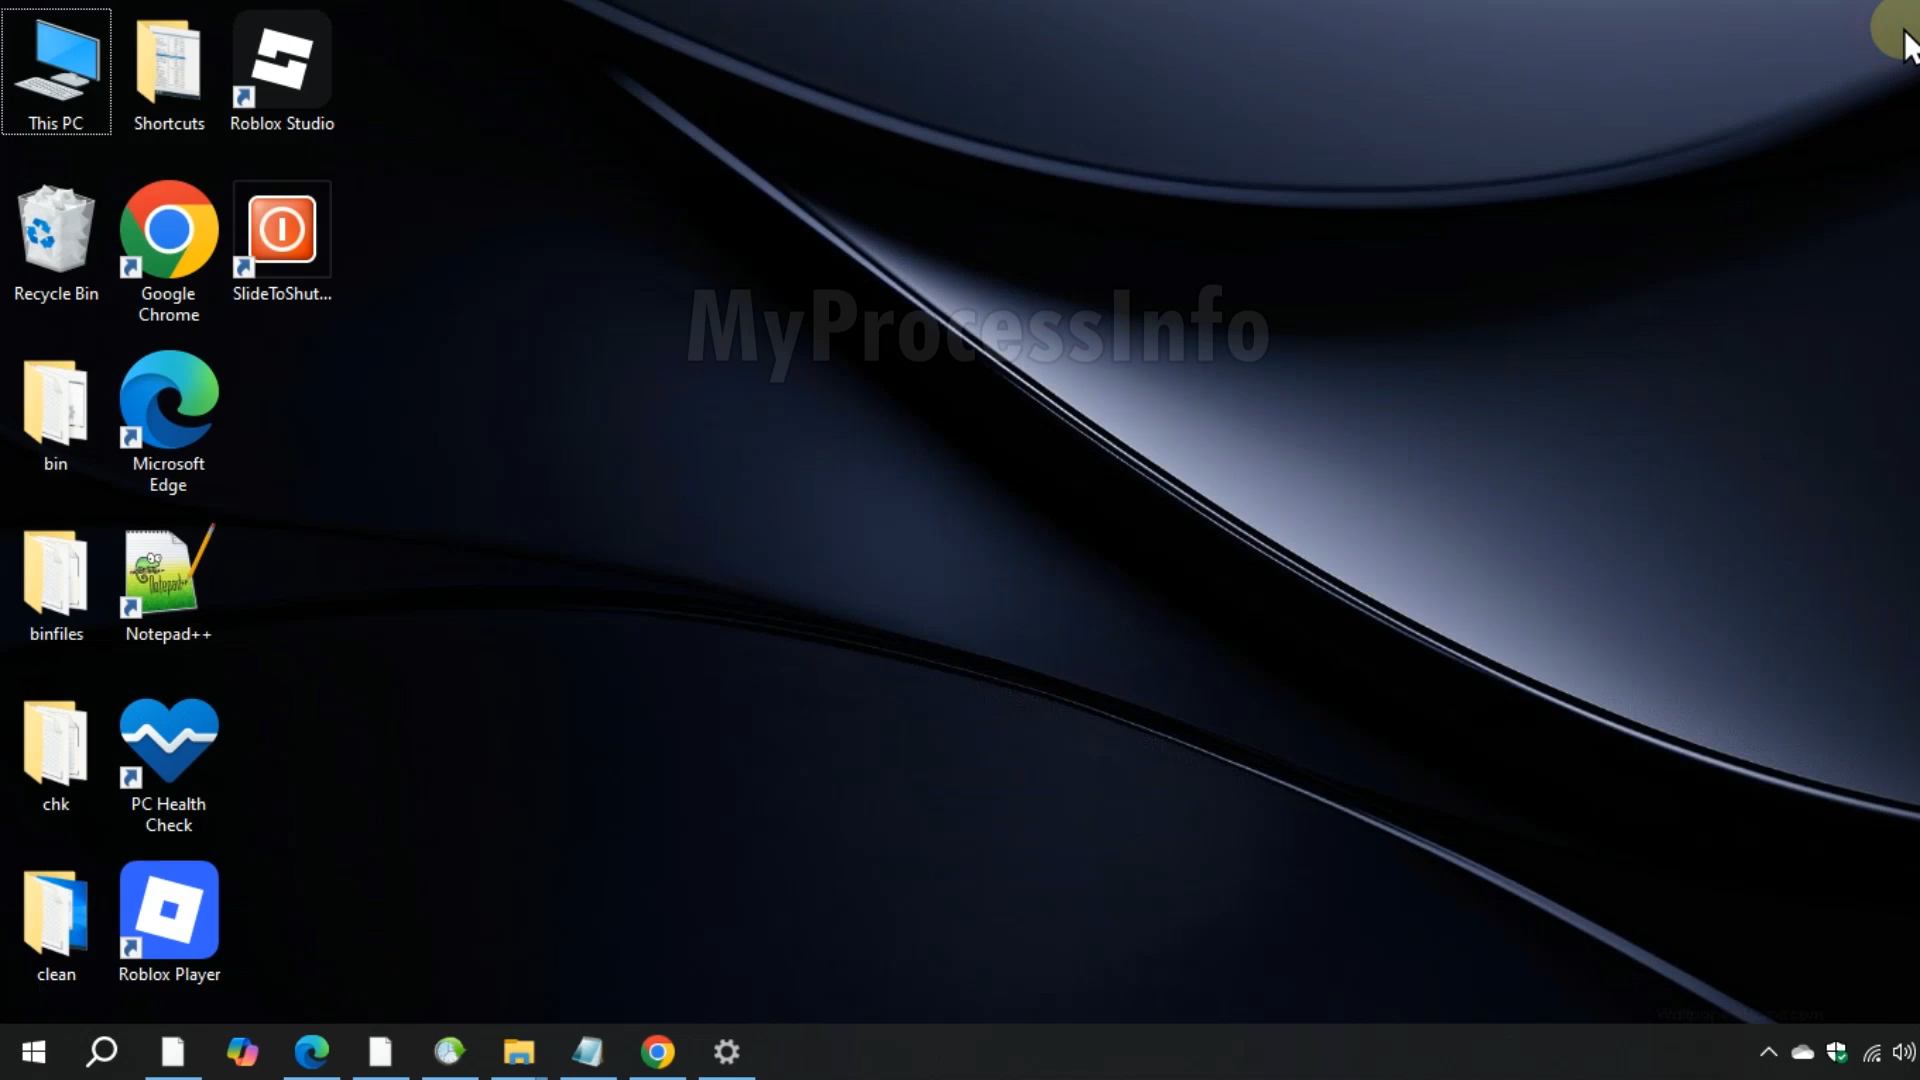 This PC
Shortcuts
Roblox Studio
Recycle Bin
Google
Chrome
SlideToShut...
MyProcessInfo
bin
Microsoft
Edge
binfiles
Notepad++
chk
PC Health
Check
clean
Roblox Player